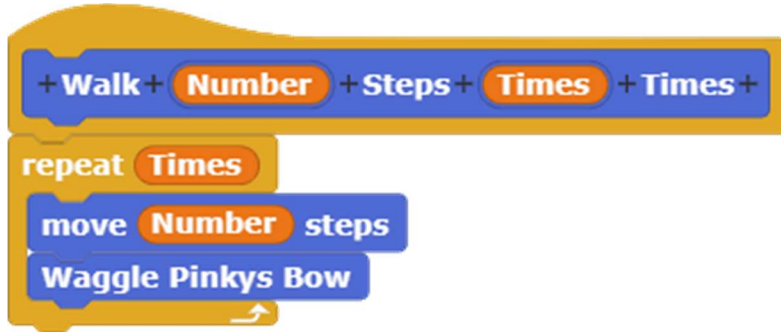 +Walk+ Number +Steps+ Times +Times+
repeat Times
move Number steps
Waggle Pinkys Bow